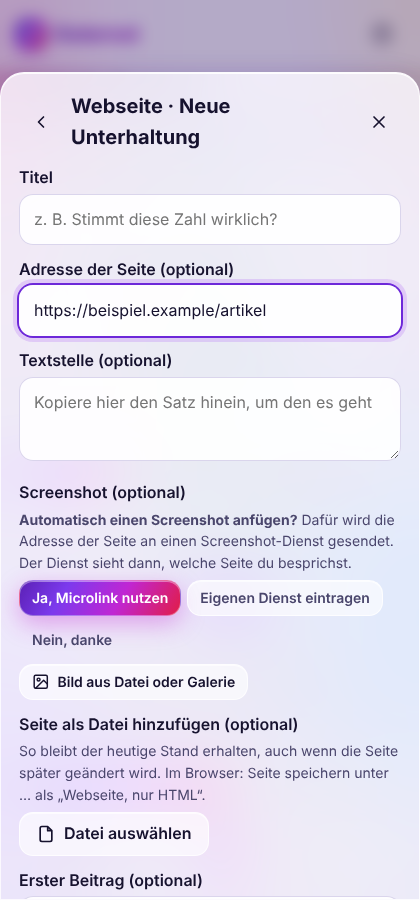 Webseite · Neue
Unterhaltung
Titel
z. B. Stimmt diese Zahl wirklich?
Adresse der Seite (optional)
https://beispiel.example/artikel
Textstelle (optional)
Kopiere hier den Satz hinein, um den es geht
Screenshot (optional)
Automatisch einen Screenshot anfügen? Dafür wird die
Adresse der Seite an einen Screenshot-Dienst gesendet.
Der Dienst sieht dann, welche Seite du besprichst.
Ja, Microlink nutzen
Eigenen Dienst eintragen
Nein, danke
Bild aus Datei oder Galerie
Seite als Datei hinzufügen (optional)
So bleibt der heutige Stand erhalten, auch wenn die Seite
später geändert wird. Im Browser: Seite speichern unter
… als „Webseite, nur HTML“.
Datei auswählen
Erster Beitrag (optional)